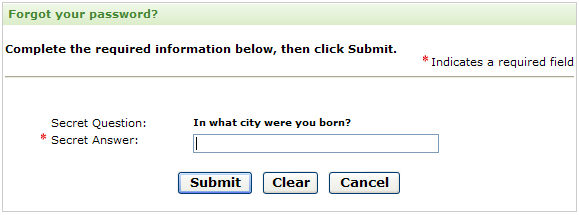 Forgot your password?
Complete the required information below, then click Submit.
* Indicates a required field
Secret Question: In what city were you born?
* Secret Answer:
Submit Clear Cancel